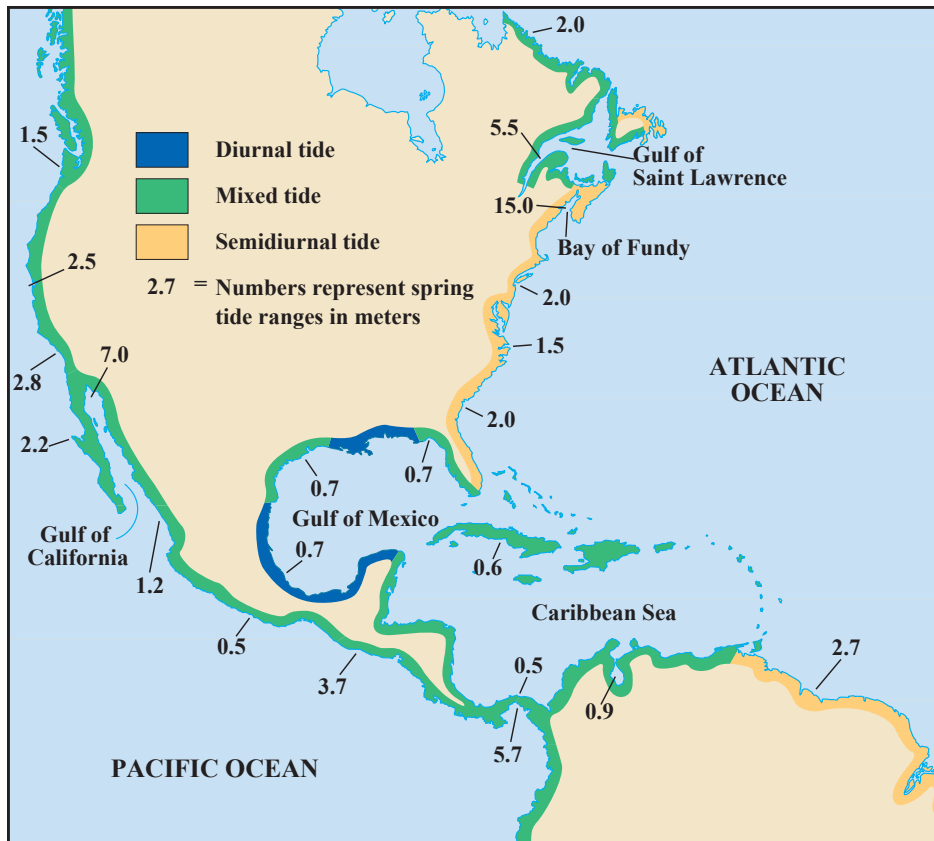 2.0
1.5
5.5
Diurnal tide
Gulf of
Saint Lawrence
Mixed tide
15.0
Semidiurnal tide
Bay of Fundy
2.5
2.7 = Numbers represent spring
tide ranges in meters
2.0
1.5
7.0
2.8
ATLANTIC
OCEAN
2.0
2.2
0.7
0.7
Gulf of Mexico
Gulf of
California
0.7
0.6
1.2
Caribbean Sea
0.5
2.7
0.5
3.7
0.9
5.7
PACIFIC OCEAN